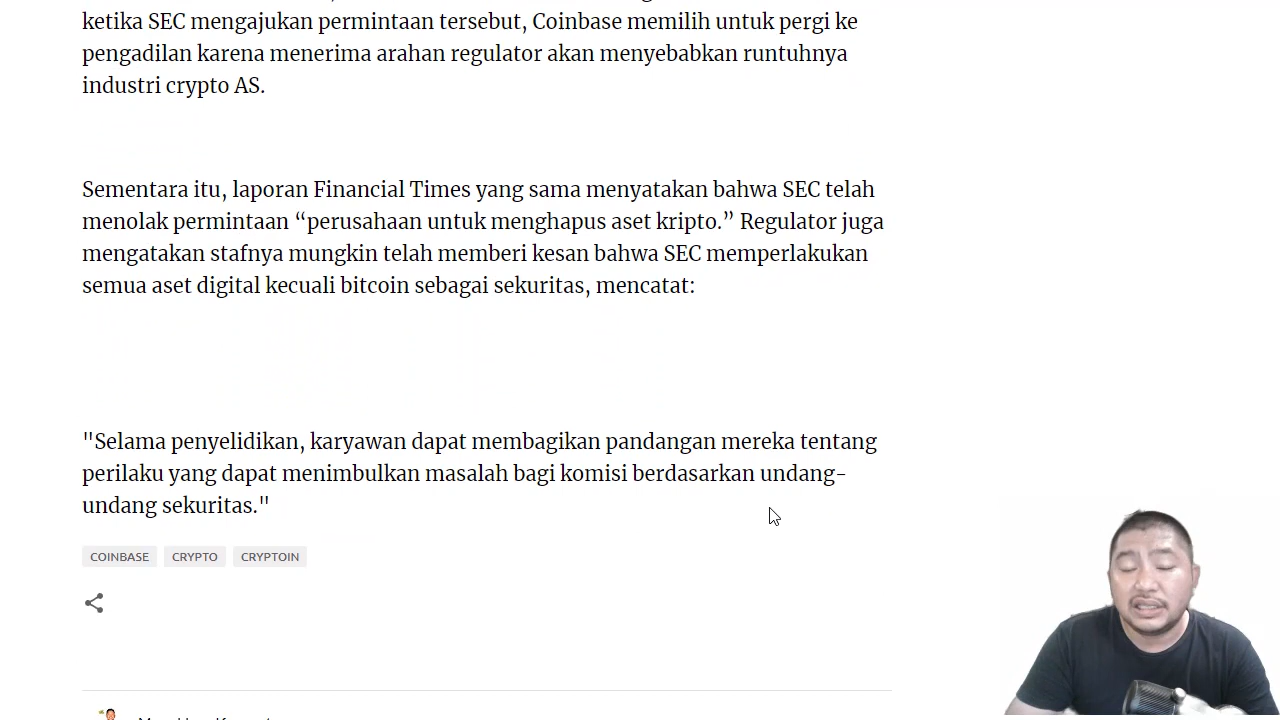 ketika SEC mengajukan permintaan tersebut, Coinbase memilih untuk pergi ke
pengadilan karena menerima arahan regulator akan menyebabkan runtuhnya
industri crypto AS.
Sementara itu, laporan Financial Times yang sama menyatakan bahwa SEC telah
menolak permintaan “perusahaan untuk menghapus aset kripto.” Regulator juga
mengatakan stafnya mungkin telah memberi kesan bahwa SEC memperlakukan
semua aset digital kecuali bitcoin sebagai sekuritas, mencatat:
"Selama penyelidikan, karyawan dapat membagikan pandangan mereka tentang
perilaku yang dapat menimbulkan masalah bagi komisi berdasarkan undang-
undang sekuritas."
COINBASE CRYPTO CRYPTOIN